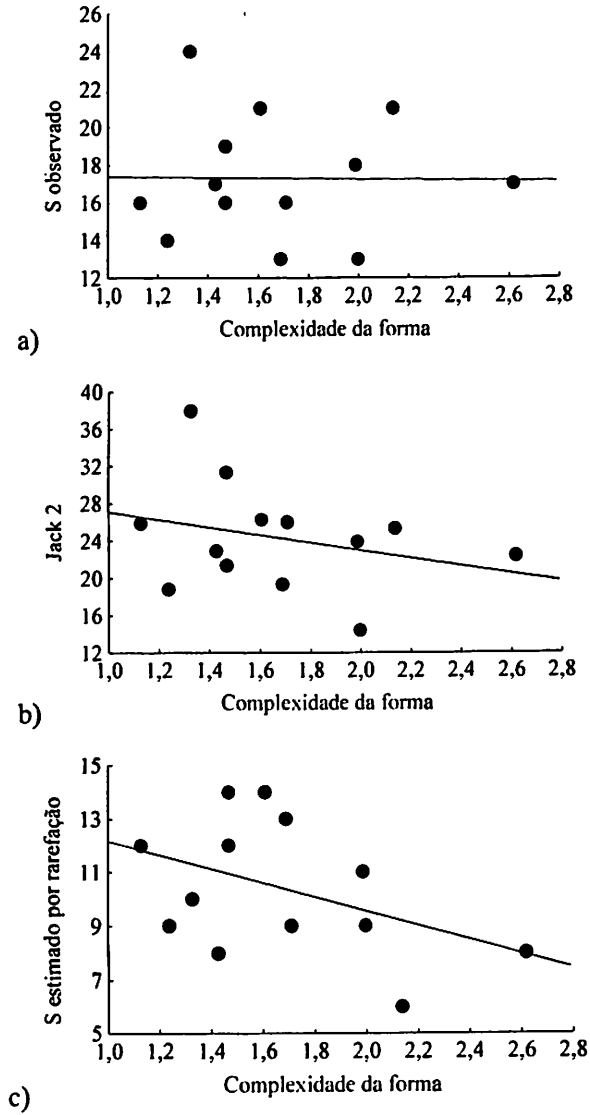 26
24
22
20
18
16
14
12
S observado
1,0 1,2 1,4 1,6 1,8 2,0 2,2 2,4 2,6 2,8
Complexidade da forma
a)
40
36
32
28
24
20
16
12
Jack 2
1,0 1,2 1,4 1,6 1,8 2,0 2,2 2,4 2,6 2,8
Complexidade da forma
b)
15
13
11
9
7
5
S estimado por rarefação
1,0 1,2 1,4 1,6 1,8 2,0 2,2 2,4 2,6 2,8
Complexidade da forma
c)